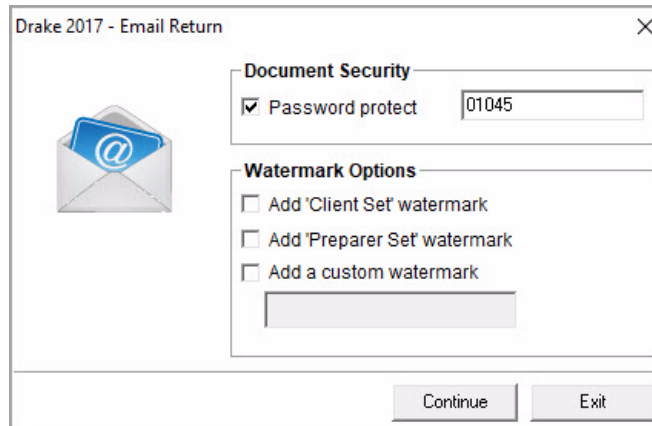 Drake 2017 - Email Return
Document Security
Password protect 01045
@
Watermark Options
Add 'Client Set' watermark
Add 'Preparer Set' watermark
Add a custom watermark
Continue Exit